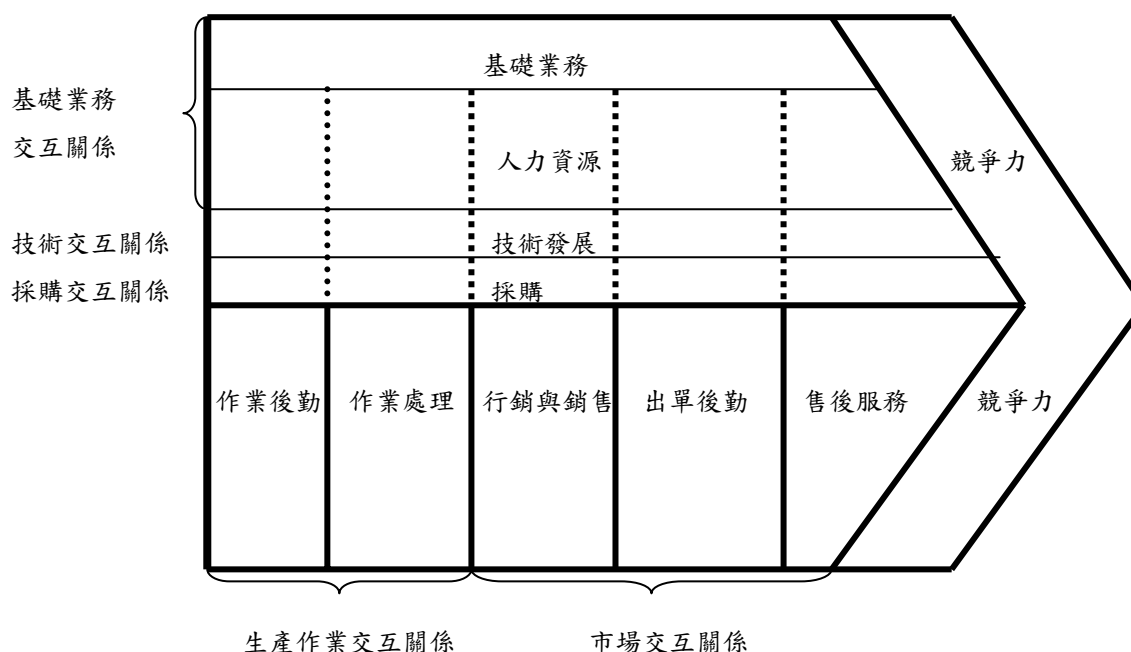 基礎業務
基礎業務
交互關係
人力資源
競爭力
技術交互關係
技術發展
採購交互關係
採購
作業後勤
作業處理
行銷與銷售
出單後勤
售後服務
競爭力
生產作業交互關係
市場交互關係